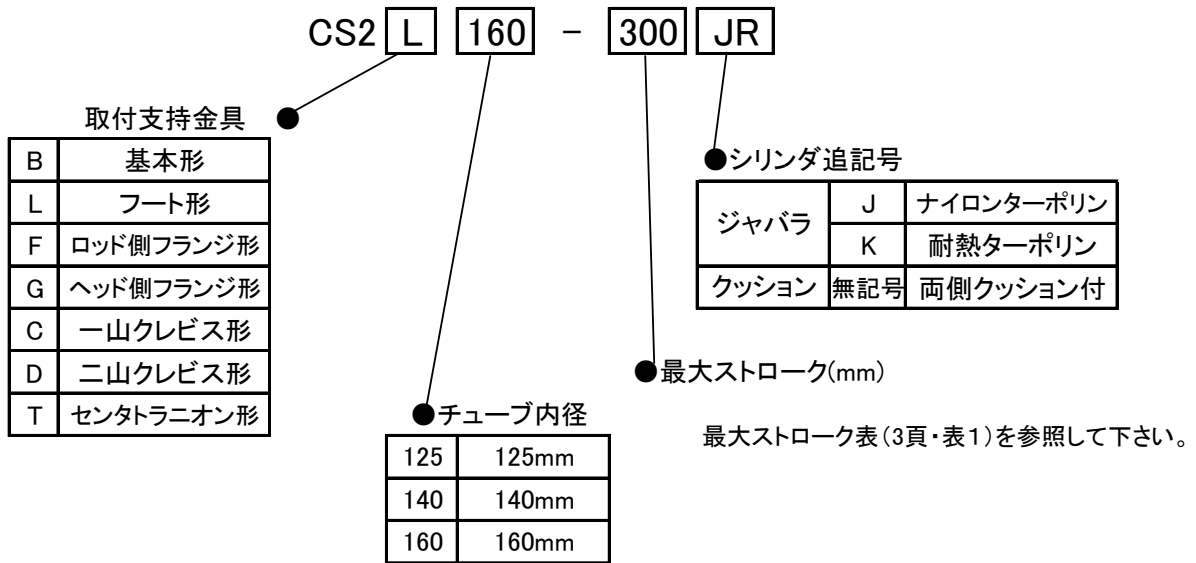 CS2 L 160 - 300 JR
取付支持金具
B 基本形
L フート形
F ロッド側フランジ形
G ヘッド側フランジ形
C 一山クレビス形
D 二山クレビス形
T センタトラニオン形
●シリンダ追記号
ジャバラ J ナイロンターポリン
K 耐熱ターポリン
クッション 無記号 両側クッション付
●最大ストローク(mm)
最大ストローク表(3頁・表1)を参照して下さい。
●チューブ内径
125 125mm
140 140mm
160 160mm